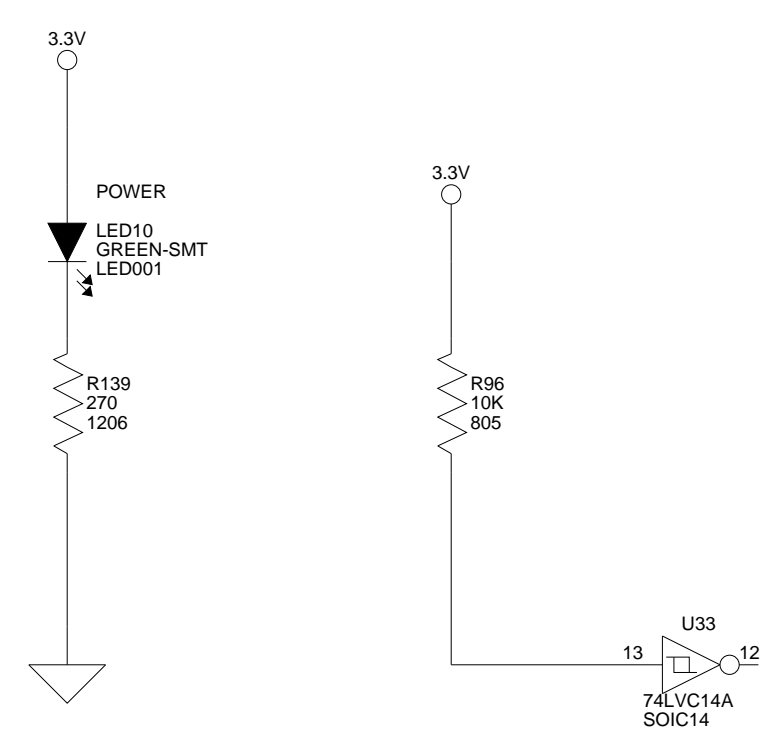 3.3V
POWER
LED10
GREEN-SMT
LED001
R139
270
1206
3.3V
R96
10K
805
U33
13
12
74LVC14A
SOIC14